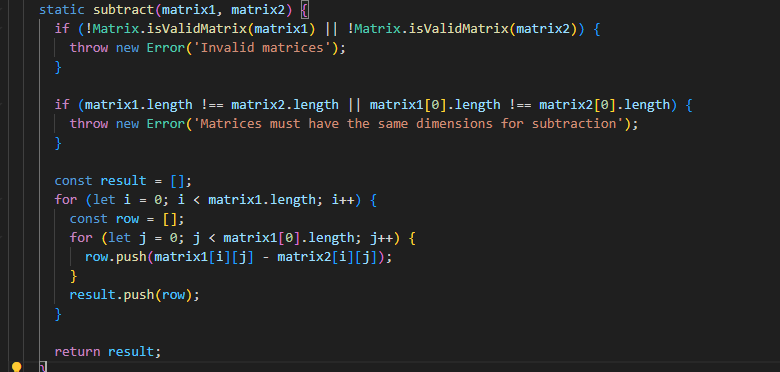 static subtract(matrix1, matrix2) {
if (!Matrix.isValidMatrix(matrix1) || !Matrix.isValidMatrix(matrix2)) {
throw new Error('Invalid matrices');
}
if (matrix1.length !== matrix2.length || matrix1[0].length !== matrix2[0].length) {
throw new Error('Matrices must have the same dimensions for subtraction');
}
const result = [];
for (let i = 0; i < matrix1.length; i++) {
const row = [];
for (let j = 0; j < matrix1[0].length; j++) {
row.push(matrix1[i][j] - matrix2[i][j]);
}
result.push(row);
}
return result;
}